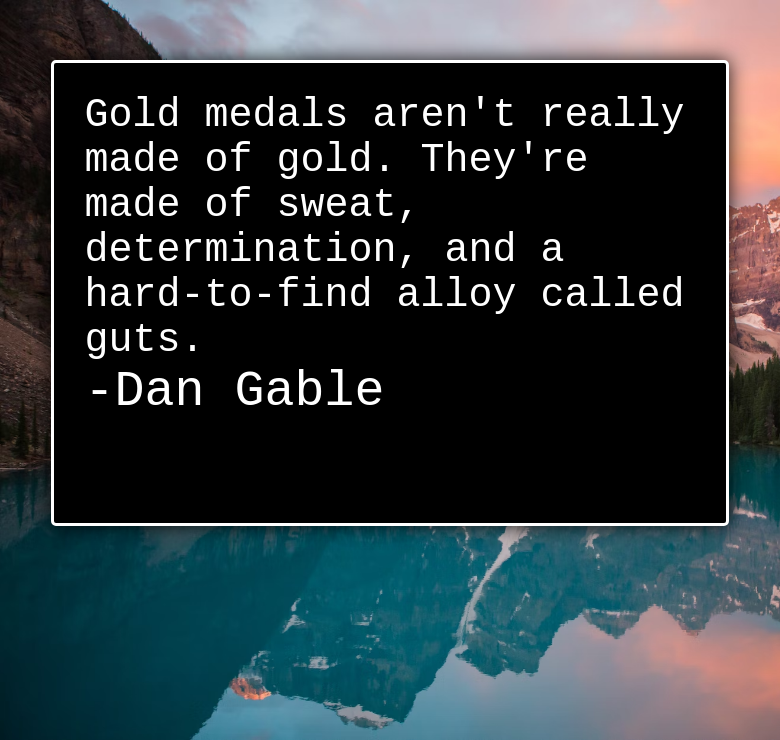 Gold medals aren't really
made of gold. They're
made of sweat,
determination, and a
hard-to-find alloy called
guts.
-Dan Gable